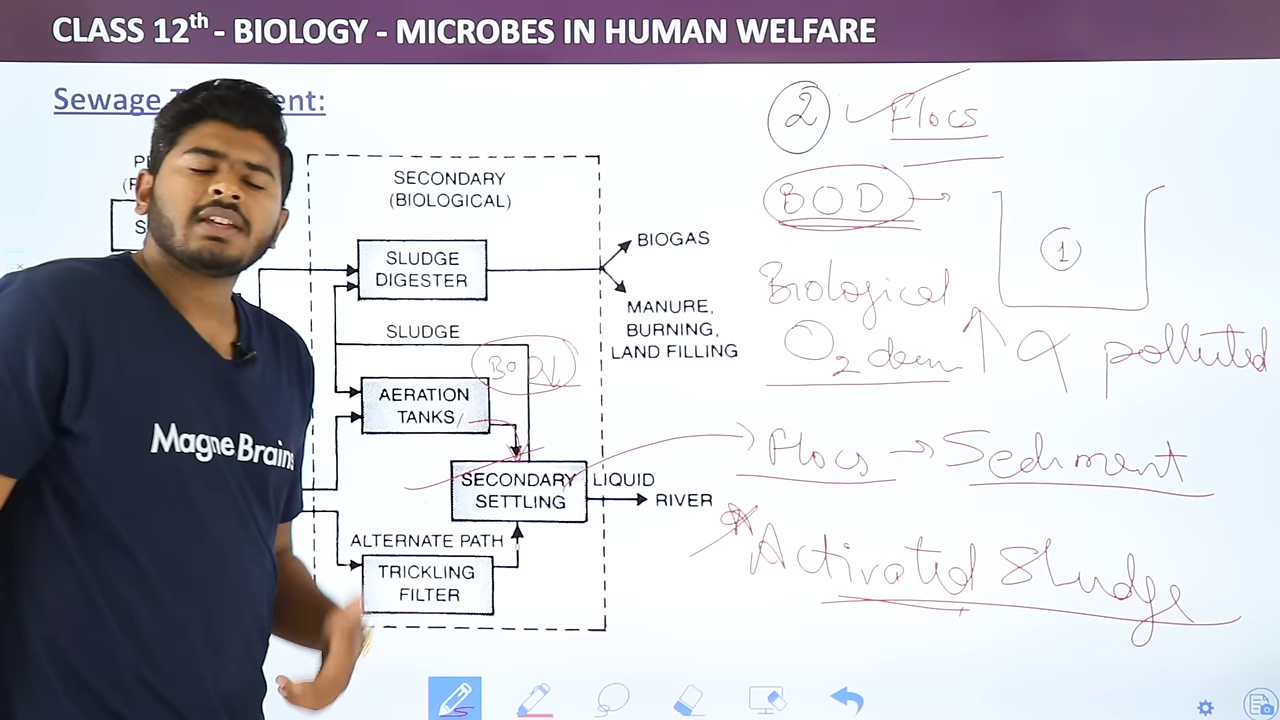 CLASS 12th - BIOLOGY - MICROBES IN HUMAN WELFARE
Sewage T ent:
SECONDARY
(BIOLOGICAL)
SLUDGE
DIGESTER
BIOGAS
MANURE,
BURNING,
LAND FILLING
SLUDGE
AERATION
TANKS
SECONDARY
SETTLING
LIQUID
RIVER
ALTERNATE PATH
TRICKLING
FILTER
Magne Brains
2 Flocs
BOD
1
Biological
O2 dem ↑ ∝ polluted
BOD↓
Flocs → Sediment
Activated Sludge